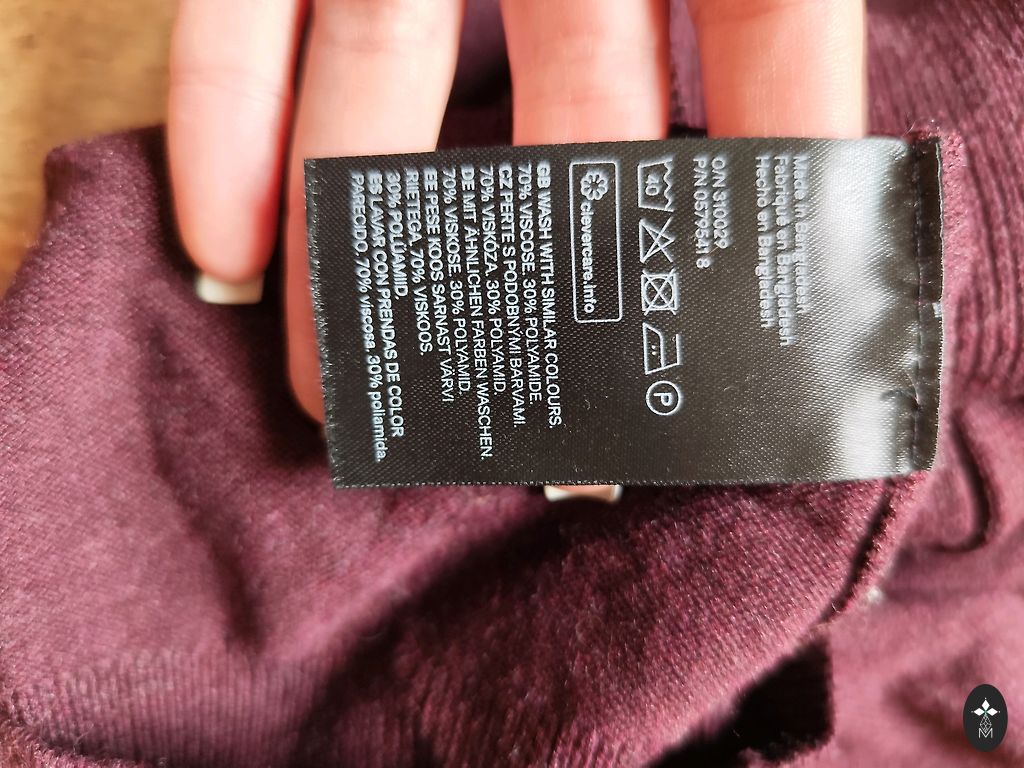 Made in Bangladesh
Fabriqué en Bangladesh
Hecho en Bangladesh
O/N 310079
P/N 0579541 8
40
P
clevercare.info
GB WASH WITH SIMILAR COLOURS.
70% VISCOSE. 30% POLYAMIDE.
CZ PERTE S PODOBNÝMI BARVAMI.
70% VISKÓZA. 30% POLYAMID.
DE MIT ÄHNLICHEN FARBEN WASCHEN.
70% VISKOSE. 30% POLYAMID.
EE PESE KOOS SARNAST VÄRVI
RIIETEGA. 70% VISKOOS.
30% POLÜAMIID.
ES LAVAR CON PRENDAS DE COLOR
PARECIDO. 70% viscosa. 30% poliamida.